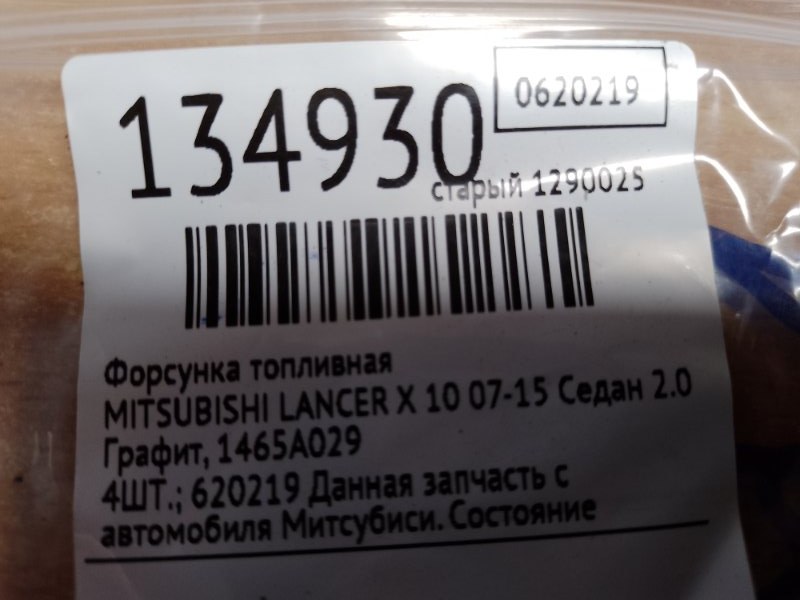 134930
0620219
старый 1290025
Форсунка топливная
MITSUBISHI LANCER X 10 07-15 Седан 2.0
Графит, 1465A029
4ШТ.; 620219 Данная запчасть с
автомобиля Митсубиси. Состояние